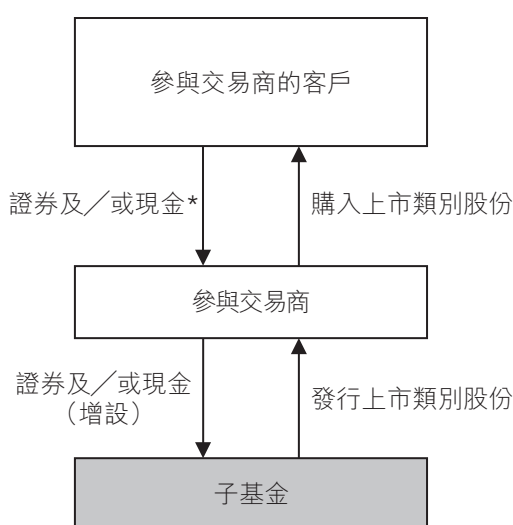 參與交易商的客戶
證券及／或現金*
購入上市類別股份
參與交易商
證券及／或現金
（增設）
發行上市類別股份
子基金